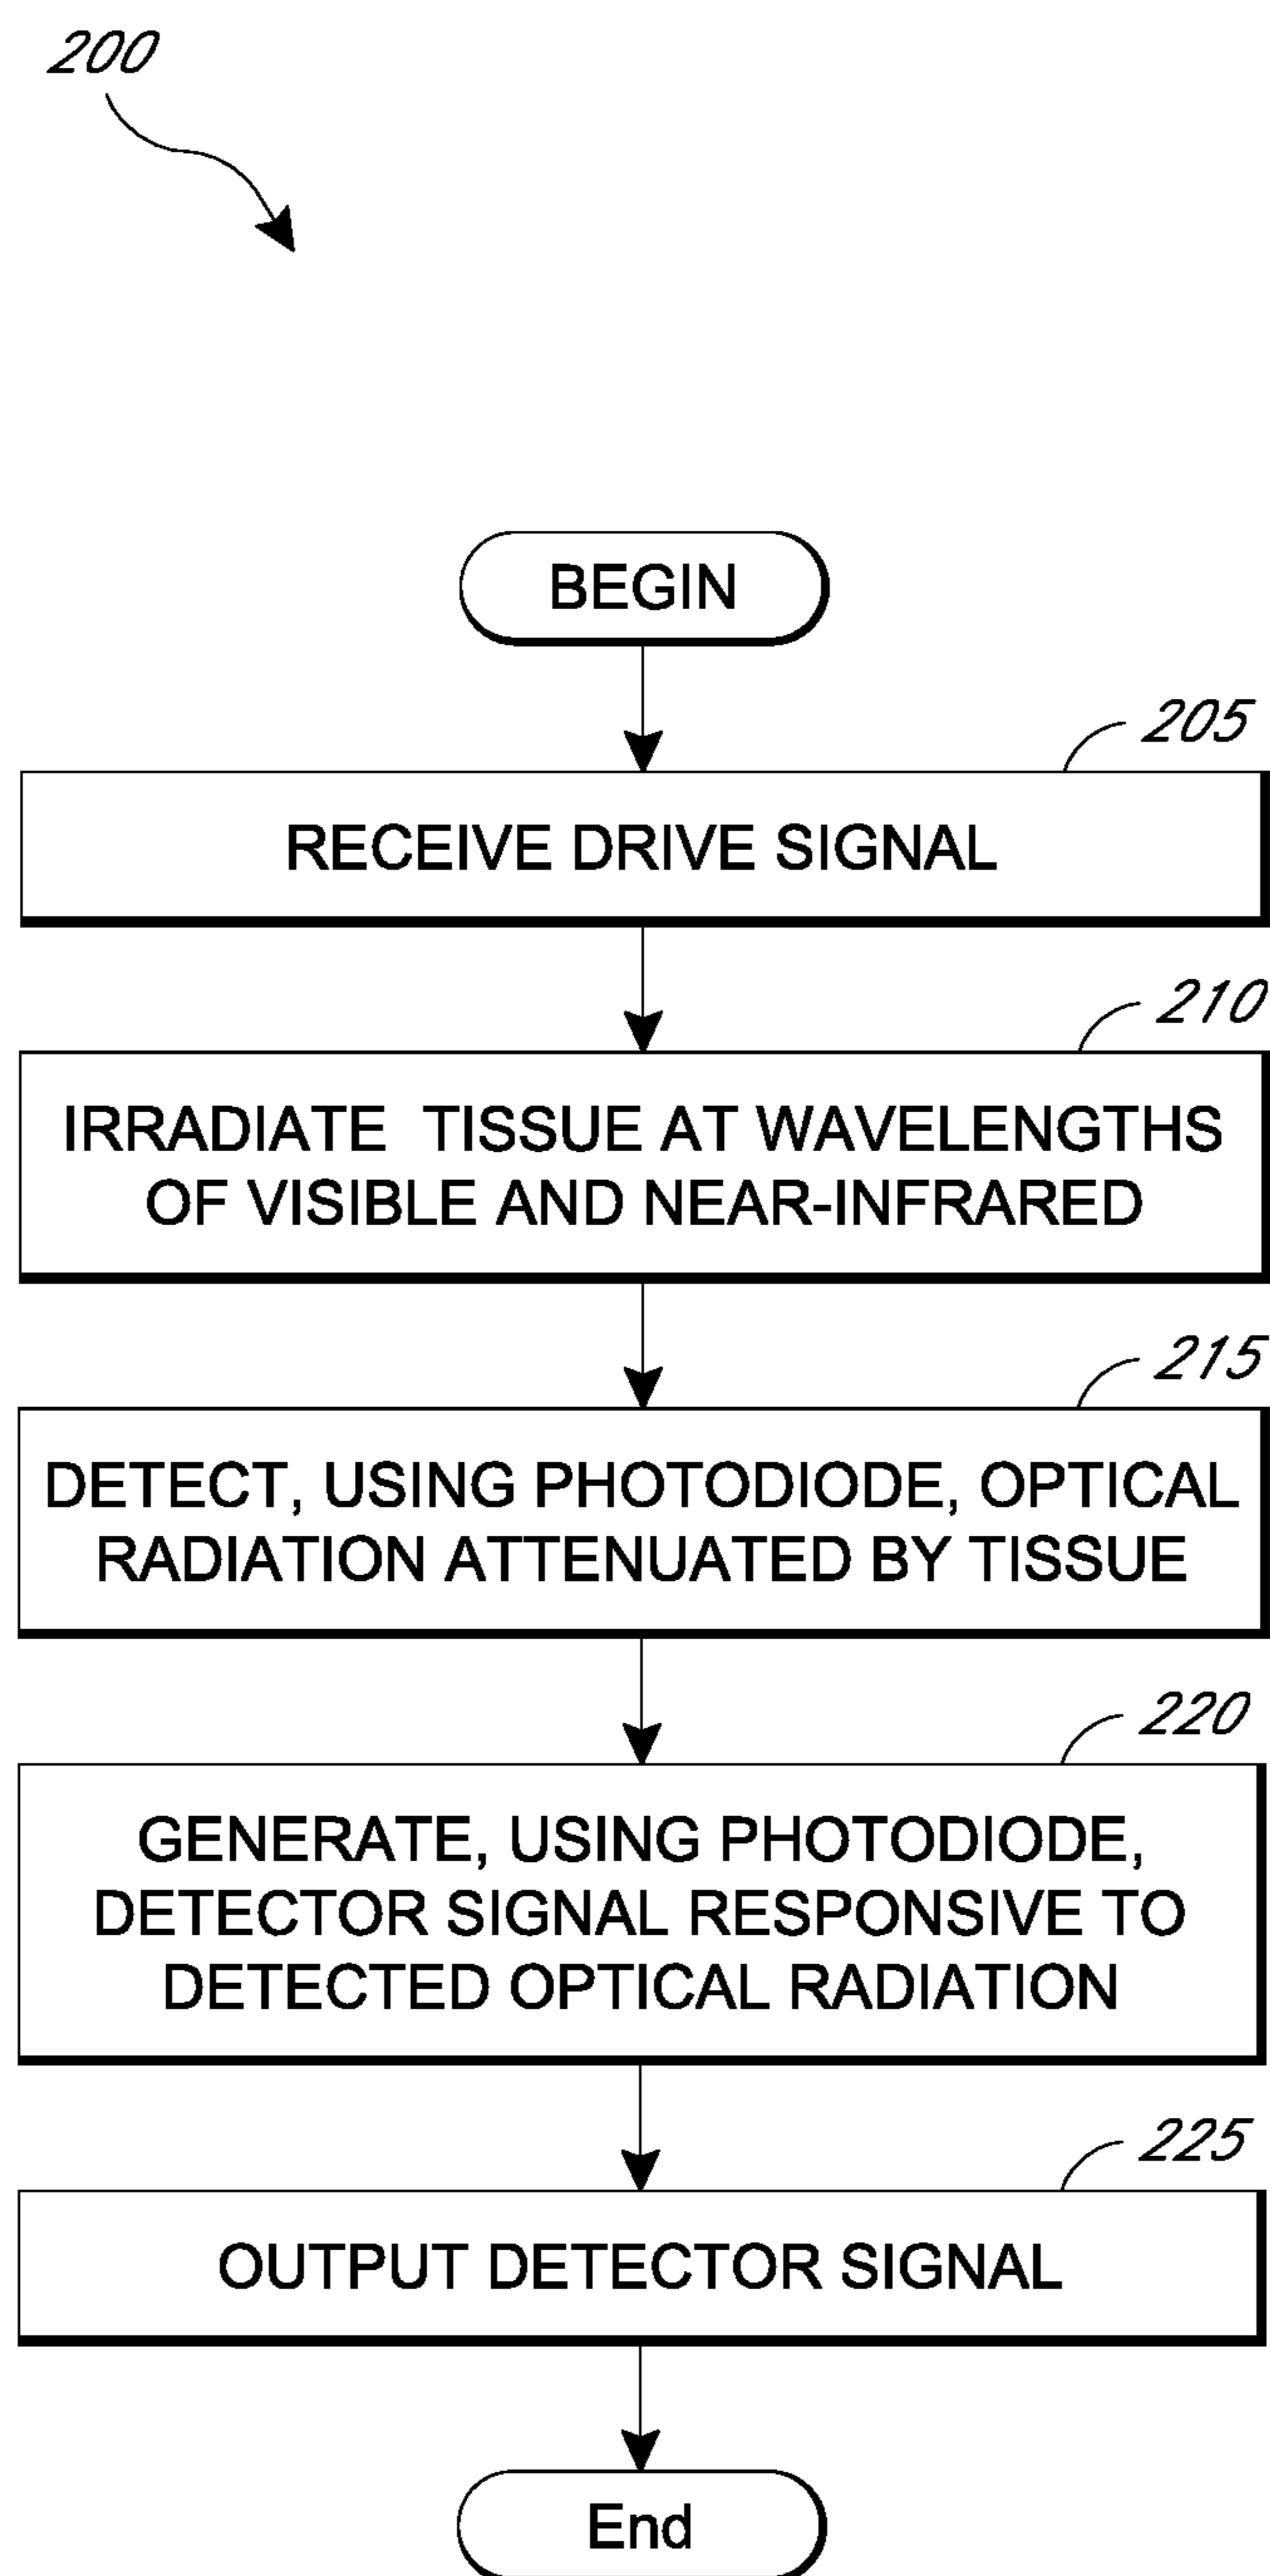 200
BEGIN
205
RECEIVE DRIVE SIGNAL
210
IRRADIATE TISSUE AT WAVELENGTHS
OF VISIBLE AND NEAR-INFRARED
215
DETECT, USING PHOTODIODE, OPTICAL
RADIATION ATTENUATED BY TISSUE
220
GENERATE, USING PHOTODIODE,
DETECTOR SIGNAL RESPONSIVE TO
DETECTED OPTICAL RADIATION
225
OUTPUT DETECTOR SIGNAL
End